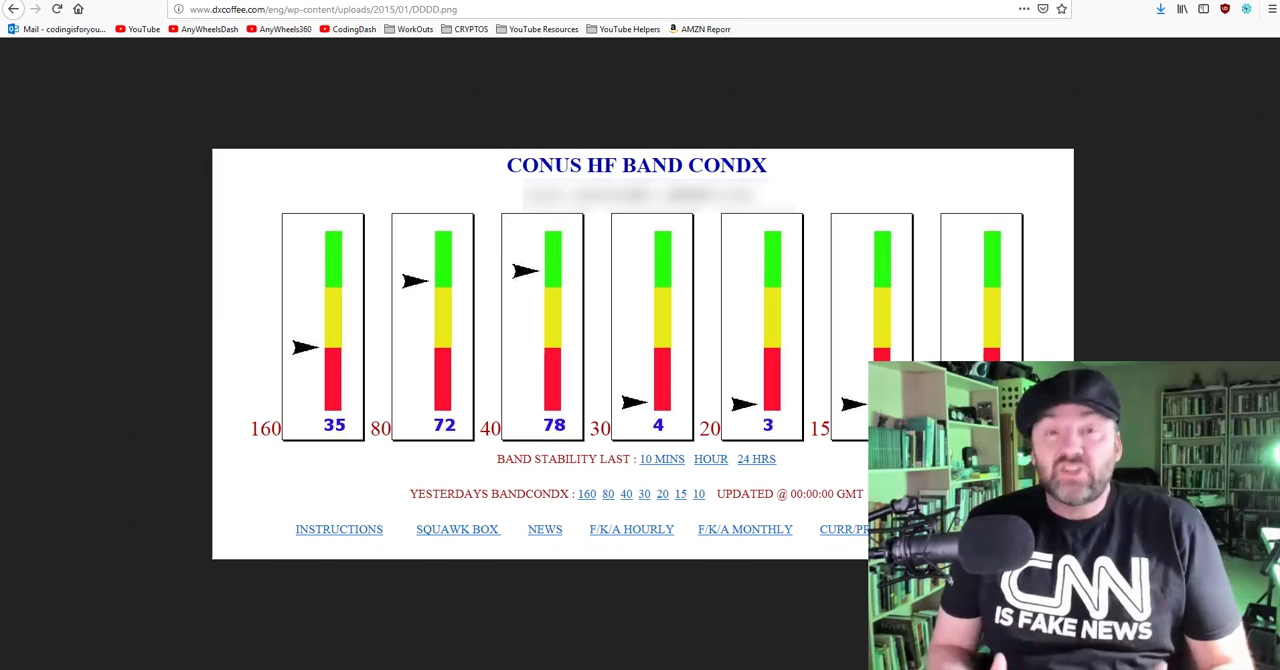 www.dxcoffee.com/eng/wp-content/uploads/2015/01/DDDD.png
Mail - codingisforyou... YouTube AnyWheelsDash AnyWheels360 CodingDash WorkOuts CRYPTOS YouTube Resources YouTube Helpers AMZN Reporr
CONUS HF BAND CONDX
160 35 80 72 40 78 30 4 20 3 15
BAND STABILITY LAST : 10 MINS HOUR 24 HRS
YESTERDAYS BANDCONDX : 160 80 40 30 20 15 10 UPDATED @ 00:00:00 GMT
INSTRUCTIONS SQUAWK BOX NEWS F/K/A HOURLY F/K/A MONTHLY CURR/PR
CNN
IS FAKE NEWS